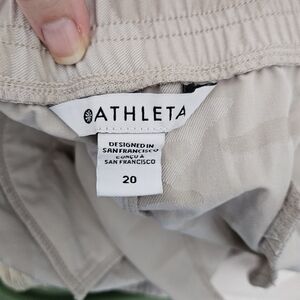 ATHLETA
DESIGNED IN
SAN FRANCISCO
CONÇU À
SAN FRANCISCO
20